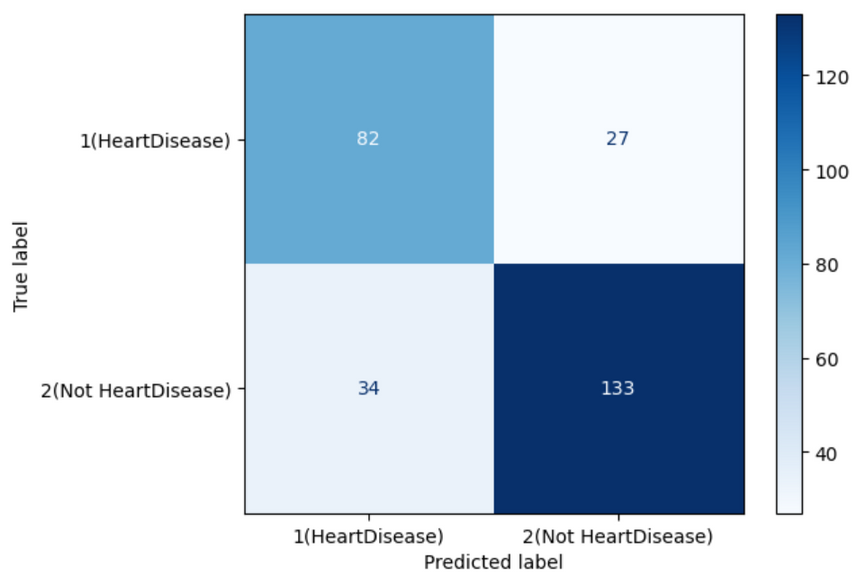 120
1(HeartDisease)
82
27
100
True label
80
60
2(Not HeartDisease)
34
133
40
1(HeartDisease)
2(Not HeartDisease)
Predicted label